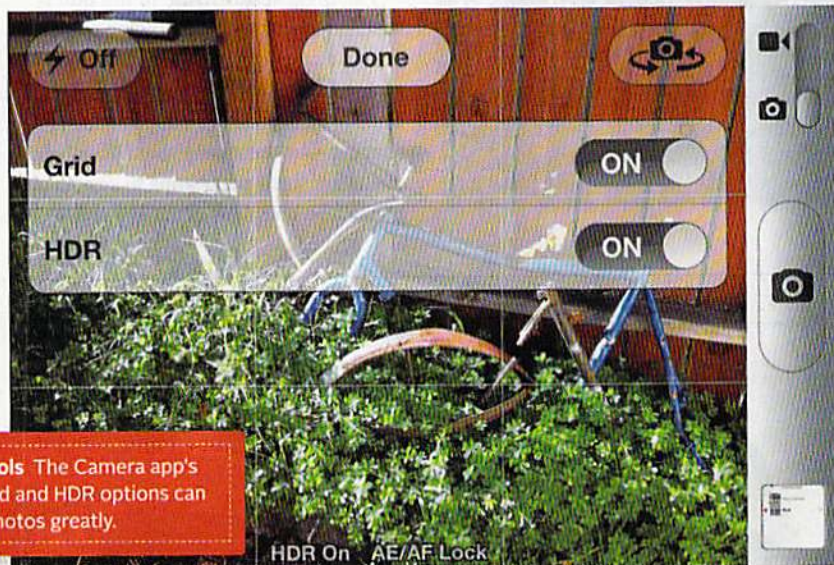 Off
Done
Grid
ON
HDR
ON
ols The Camera app's
d and HDR options can
hotos greatly.
HDR On AE/AF Lock